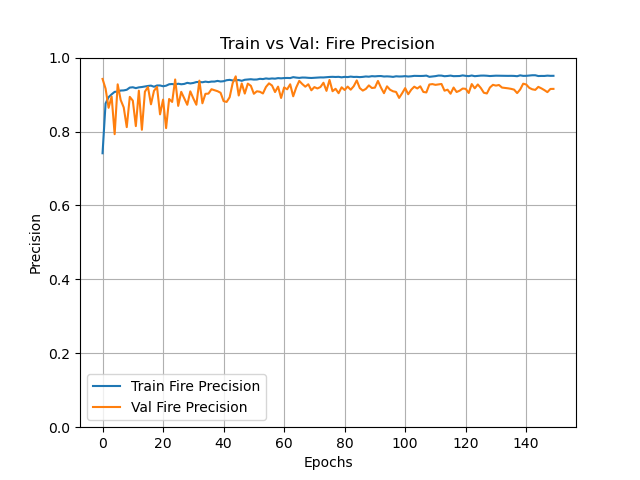 Train vs Val: Fire Precision
Precision
1.0
0.8
0.6
0.4
0.2
0.0
Train Fire Precision
Val Fire Precision
0 20 40 60 80 100 120 140
Epochs